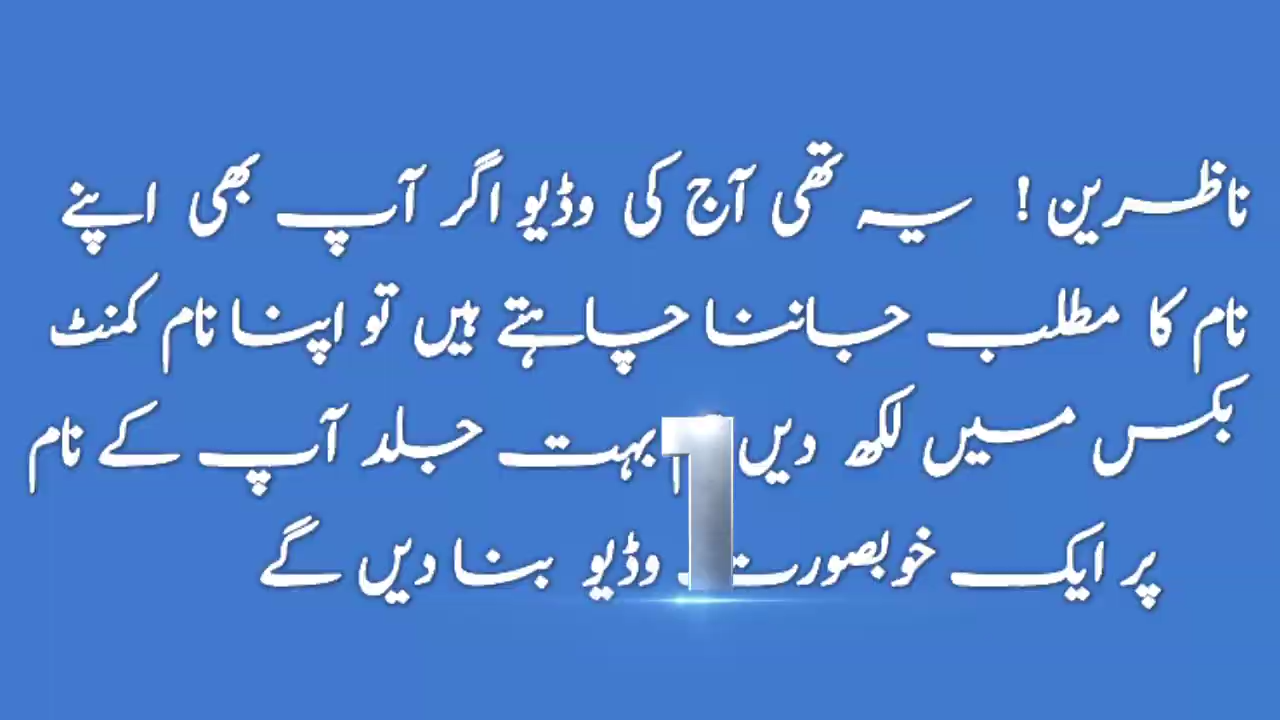 ناظرین! یہ تھی آج کی وڈیو اگر آپ بھی اپنے
نام کا مطلب جاننا چاہتے ہیں تو اپنا نام کمنٹ
بکس میں لکھ دیں بہت جلد آپ کے نام
پر ایک خوبصورت وڈیو بنا دیں گے
1